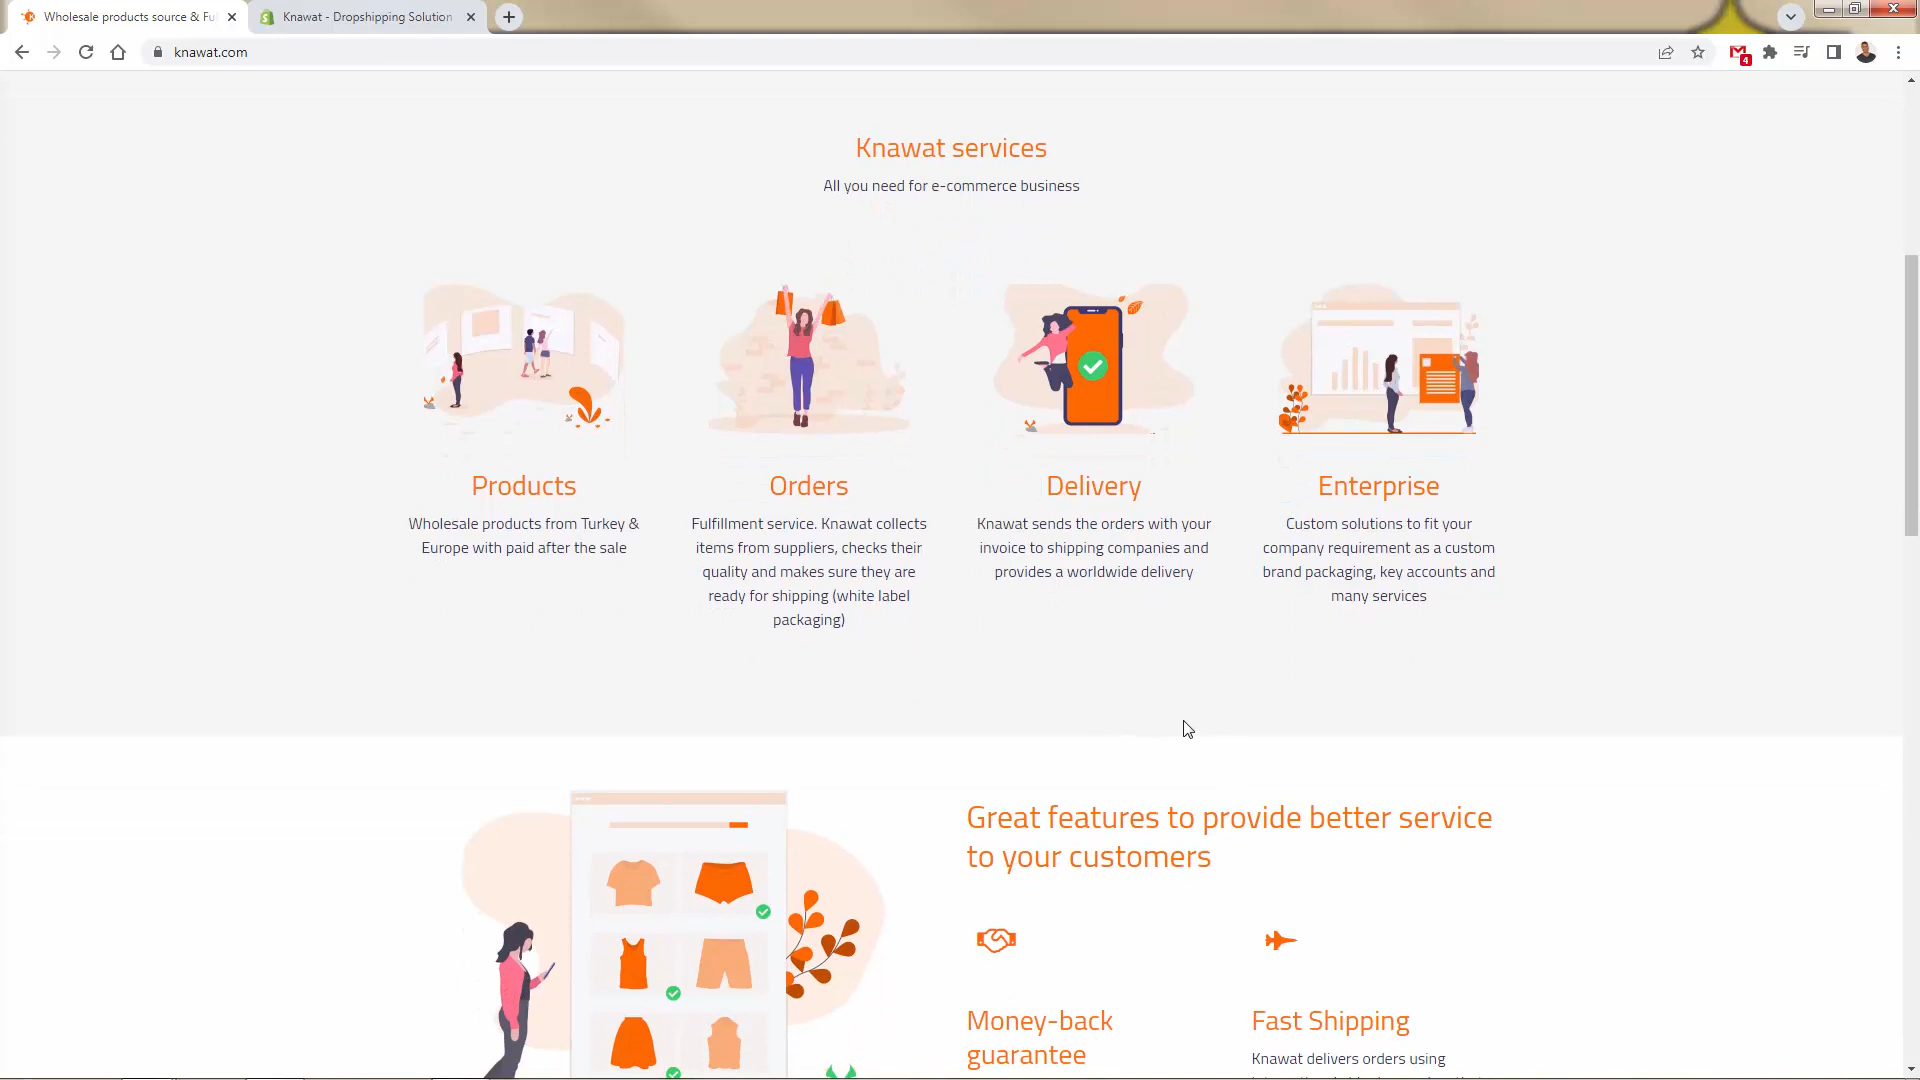 Wholesale products source & Fu
Knawat - Dropshipping Solution
knawat.com
4
Knawat services
All you need for e-commerce business
Products
Wholesale products from Turkey &
Europe with paid after the sale
Orders
Fulfillment service. Knawat collects
items from suppliers, checks their
quality and makes sure they are
ready for shipping (white label
packaging)
Delivery
Knawat sends the orders with your
invoice to shipping companies and
provides a worldwide delivery
Enterprise
Custom solutions to fit your
company requirement as a custom
brand packaging, key accounts and
many services
Great features to provide better service
to your customers
Money-back
guarantee
Fast Shipping
Knawat delivers orders using